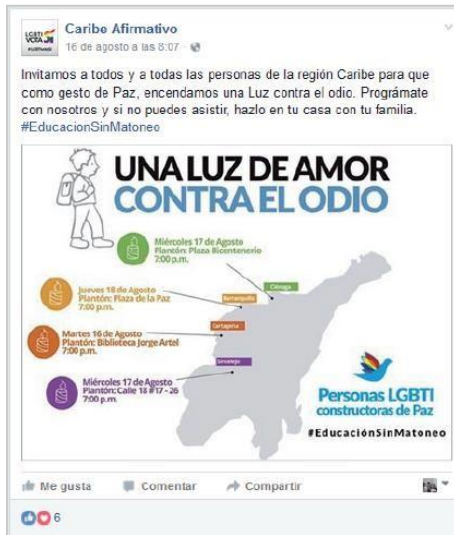 LGBTI
VOTA
Caribe Afirmativo
16 de agosto a las 8:07 ·
Invitamos a todos y a todas las personas de la región Caribe para que
como gesto de Paz, encendamos una Luz contra el odio. Prográmate
con nosotros y si no puedes asistir, hazlo en tu casa con tu familia.
#EducacionSinMatoneo
UNA LUZ DE AMOR
CONTRA EL ODIO
Miércoles 17 de Agosto
Plantón: Plaza Bicentenerio
7:00 p.m.
Ciénaga
Jueves 18 de Agosto
Plantón: Plaza de la Paz
7:00 p.m.
Barranquilla
Martes 16 de Agosto
Plantón: Biblioteca Jorge Artel
7:00 p.m.
Cartagena
Sincelejo
Miércoles 17 de Agosto
Plantón: Calle 18 #17 - 26
7:00 p.m.
Personas LGBTI
constructoras de Paz
#EducaciónSinMatoneo
Me gusta Comentar Compartir
6